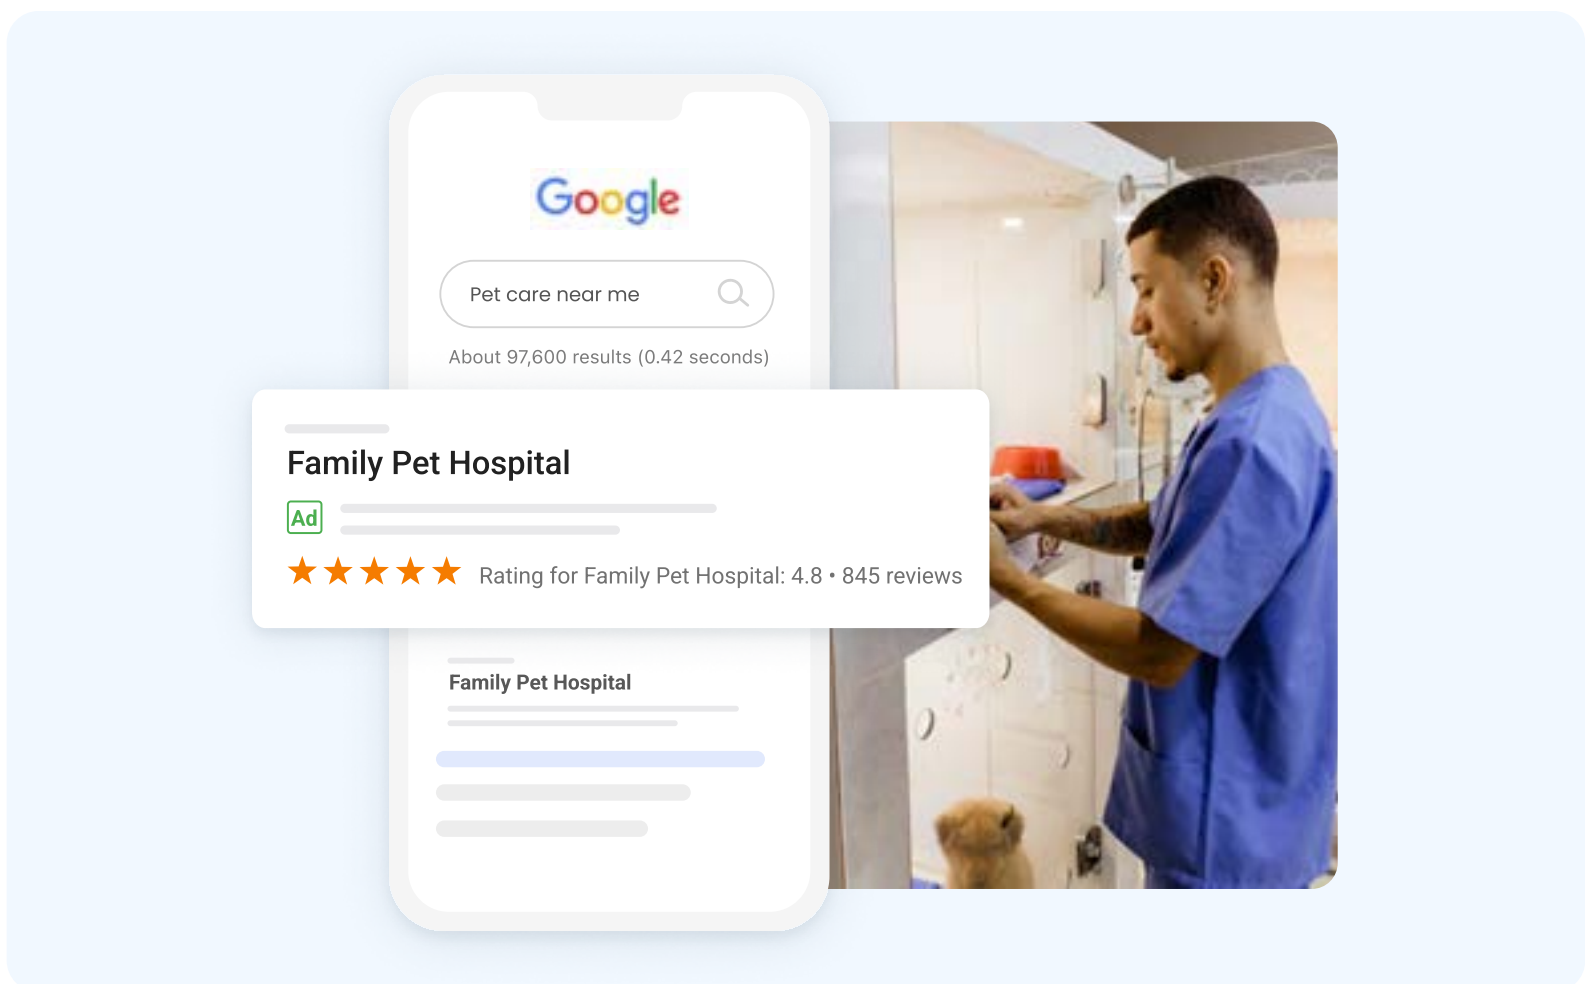 Google
Pet care near me
About 97,600 results (0.42 seconds)
Family Pet Hospital
Ad
Rating for Family Pet Hospital: 4.8 • 845 reviews
Family Pet Hospital